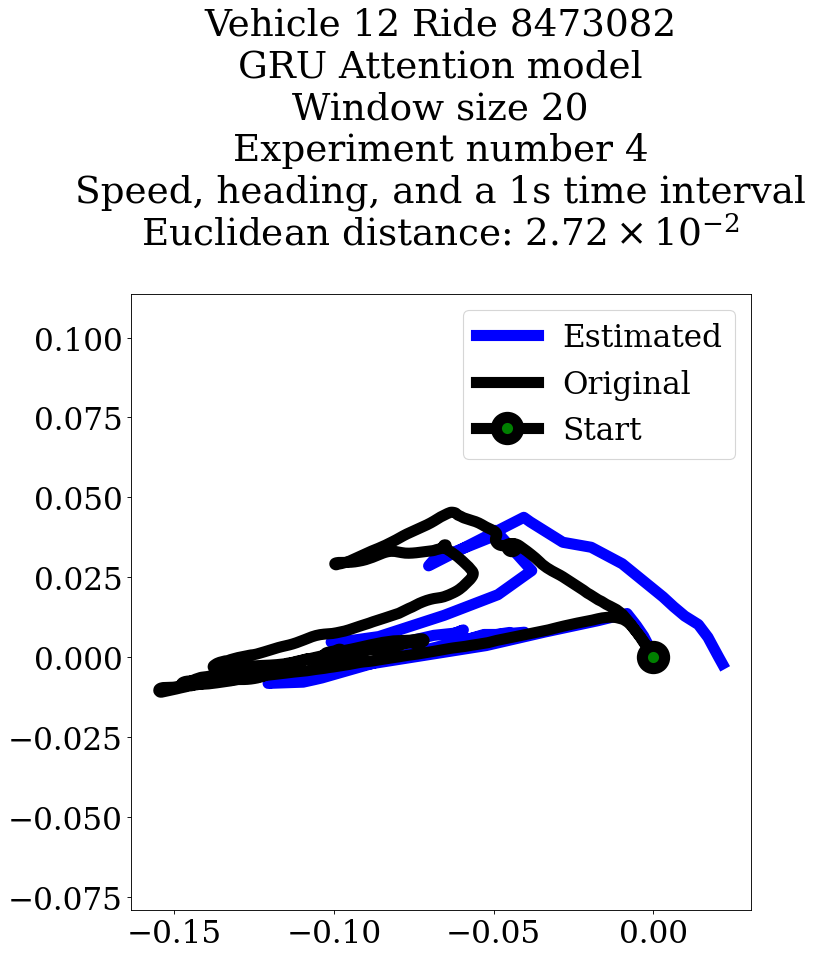 Vehicle 12 Ride 8473082
GRU Attention model
Window size 20
Experiment number 4
Speed, heading, and a 1s time interval
Euclidean distance: 2.72 × 10⁻²
Estimated
Original
Start
0.100
0.075
0.050
0.025
0.000
−0.025
−0.050
−0.075
−0.15 −0.10 −0.05 0.00